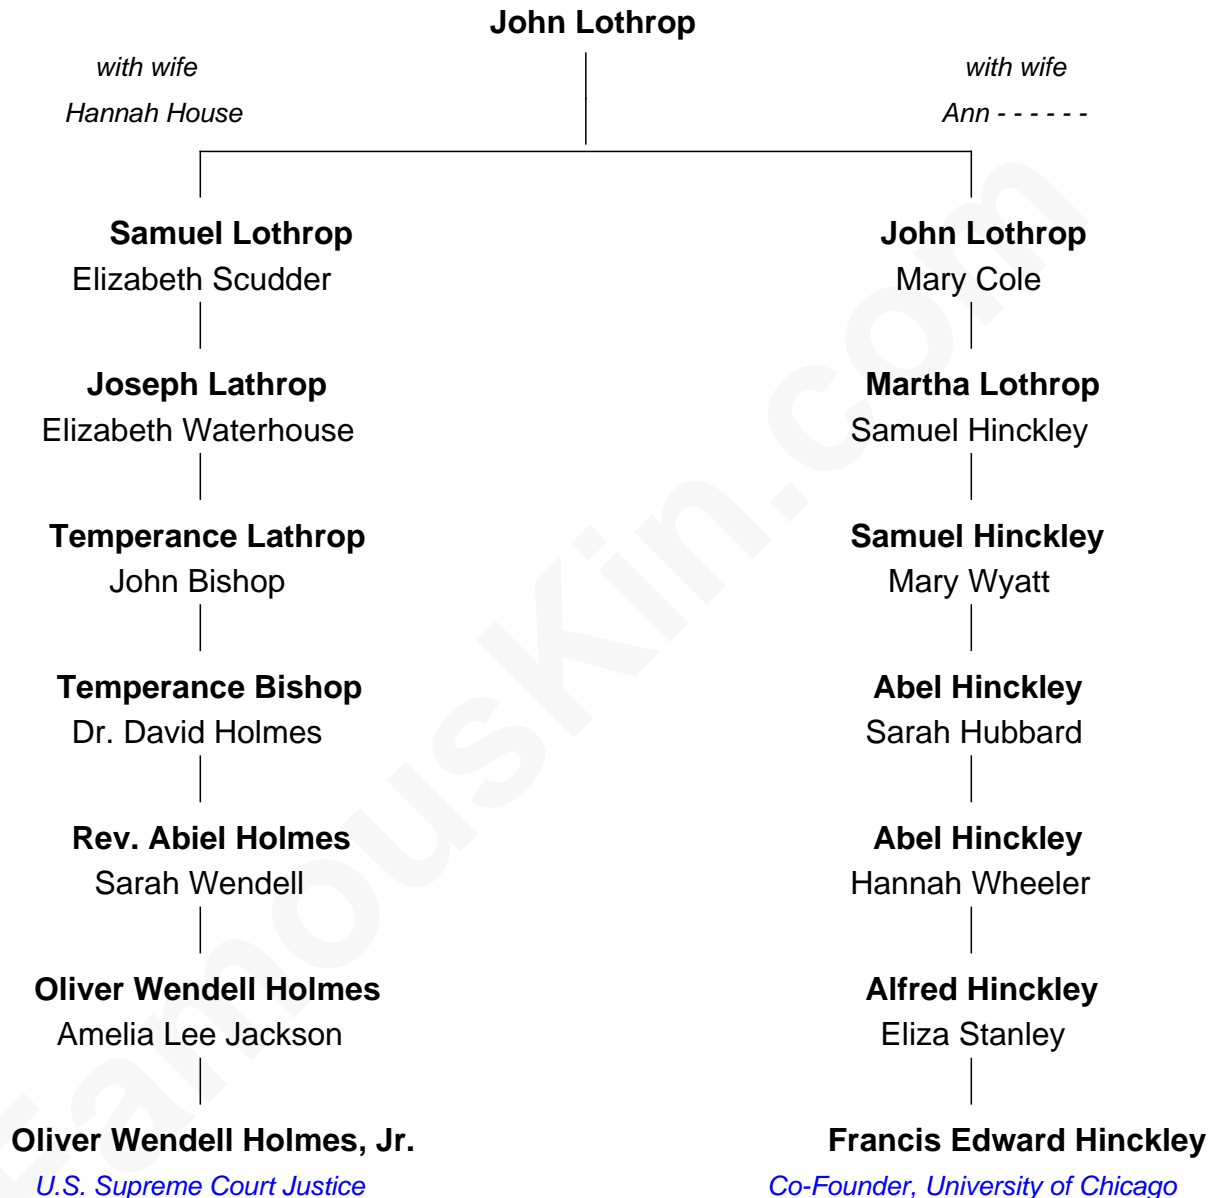 John Lothrop
with wife
Hannah House
with wife
Ann - - - - - -
Samuel Lothrop
Elizabeth Scudder
John Lothrop
Mary Cole
Joseph Lathrop
Elizabeth Waterhouse
Martha Lothrop
Samuel Hinckley
Temperance Lathrop
John Bishop
Samuel Hinckley
Mary Wyatt
Temperance Bishop
Dr. David Holmes
Abel Hinckley
Sarah Hubbard
Rev. Abiel Holmes
Sarah Wendell
Abel Hinckley
Hannah Wheeler
Oliver Wendell Holmes
Amelia Lee Jackson
Alfred Hinckley
Eliza Stanley
Oliver Wendell Holmes, Jr.
U.S. Supreme Court Justice
Francis Edward Hinckley
Co-Founder, University of Chicago
FamousKin.com